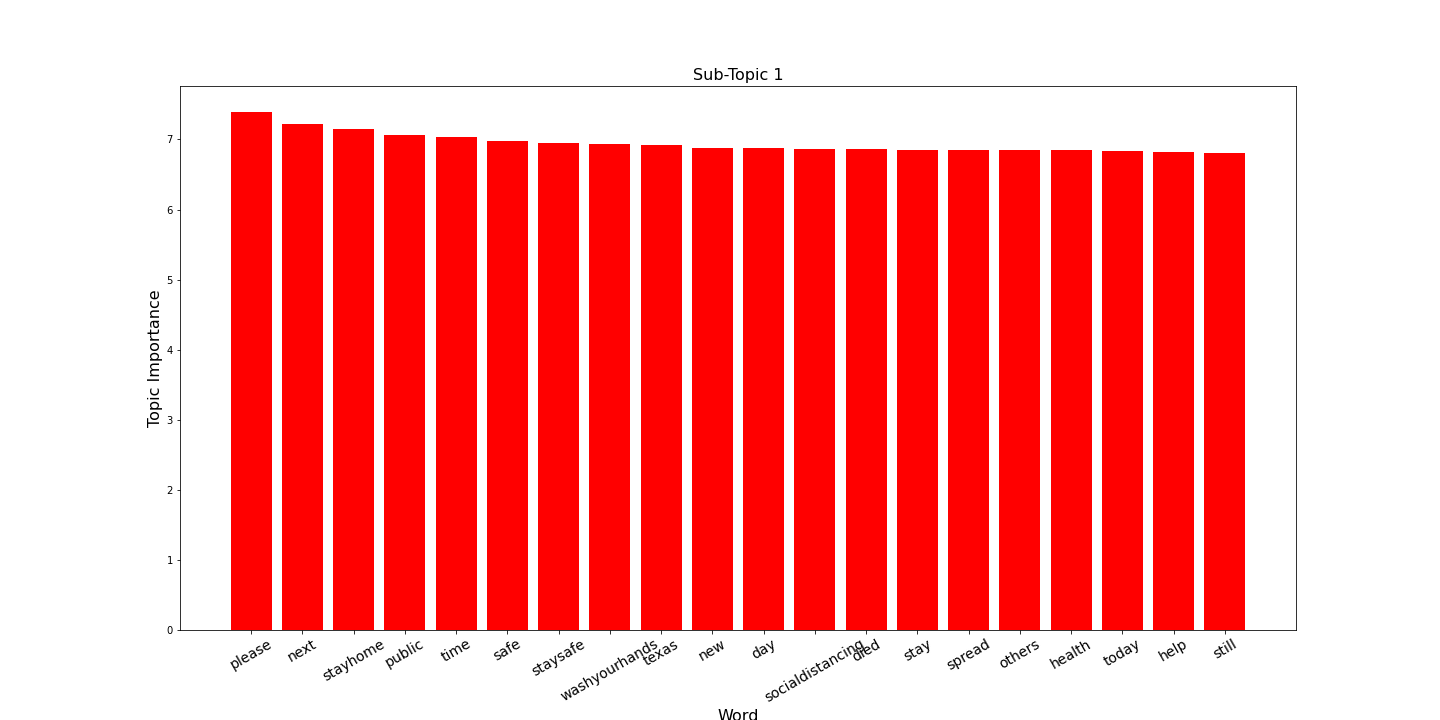 Sub-Topic 1
Topic Importance
7
6
5
4
3
2
1
0
please next stayhome public time safe staysafe washyourhands texas new day socialdistancing died stay spread others health today help still
Word